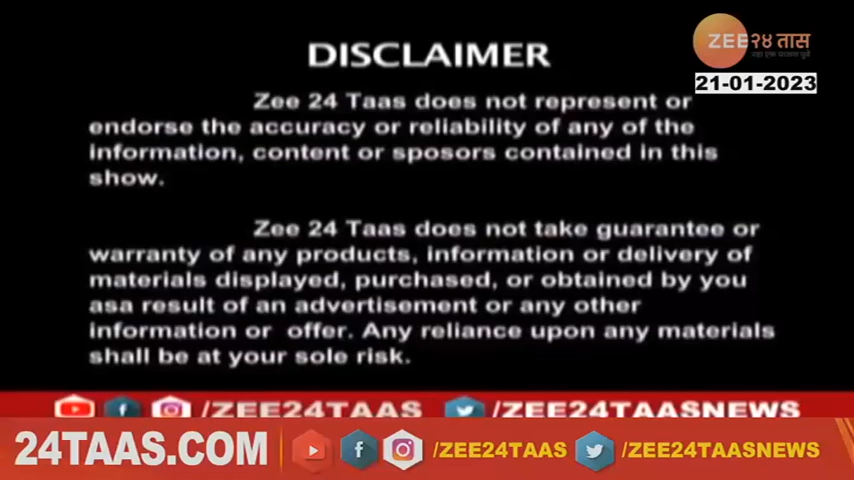 ZEE २४ तास
21-01-2023
DISCLAIMER
Zee 24 Taas does not represent or
endorse the accuracy or reliability of any of the
information, content or sposors contained in this
show.
Zee 24 Taas does not take guarantee or
warranty of any products, information or delivery of
materials displayed, purchased, or obtained by you
asa result of an advertisement or any other
information or offer. Any reliance upon any materials
shall be at your sole risk.
/ZEE24TAAS /ZEE24TAASNEWS
24TAAS.COM /ZEE24TAAS /ZEE24TAASNEWS